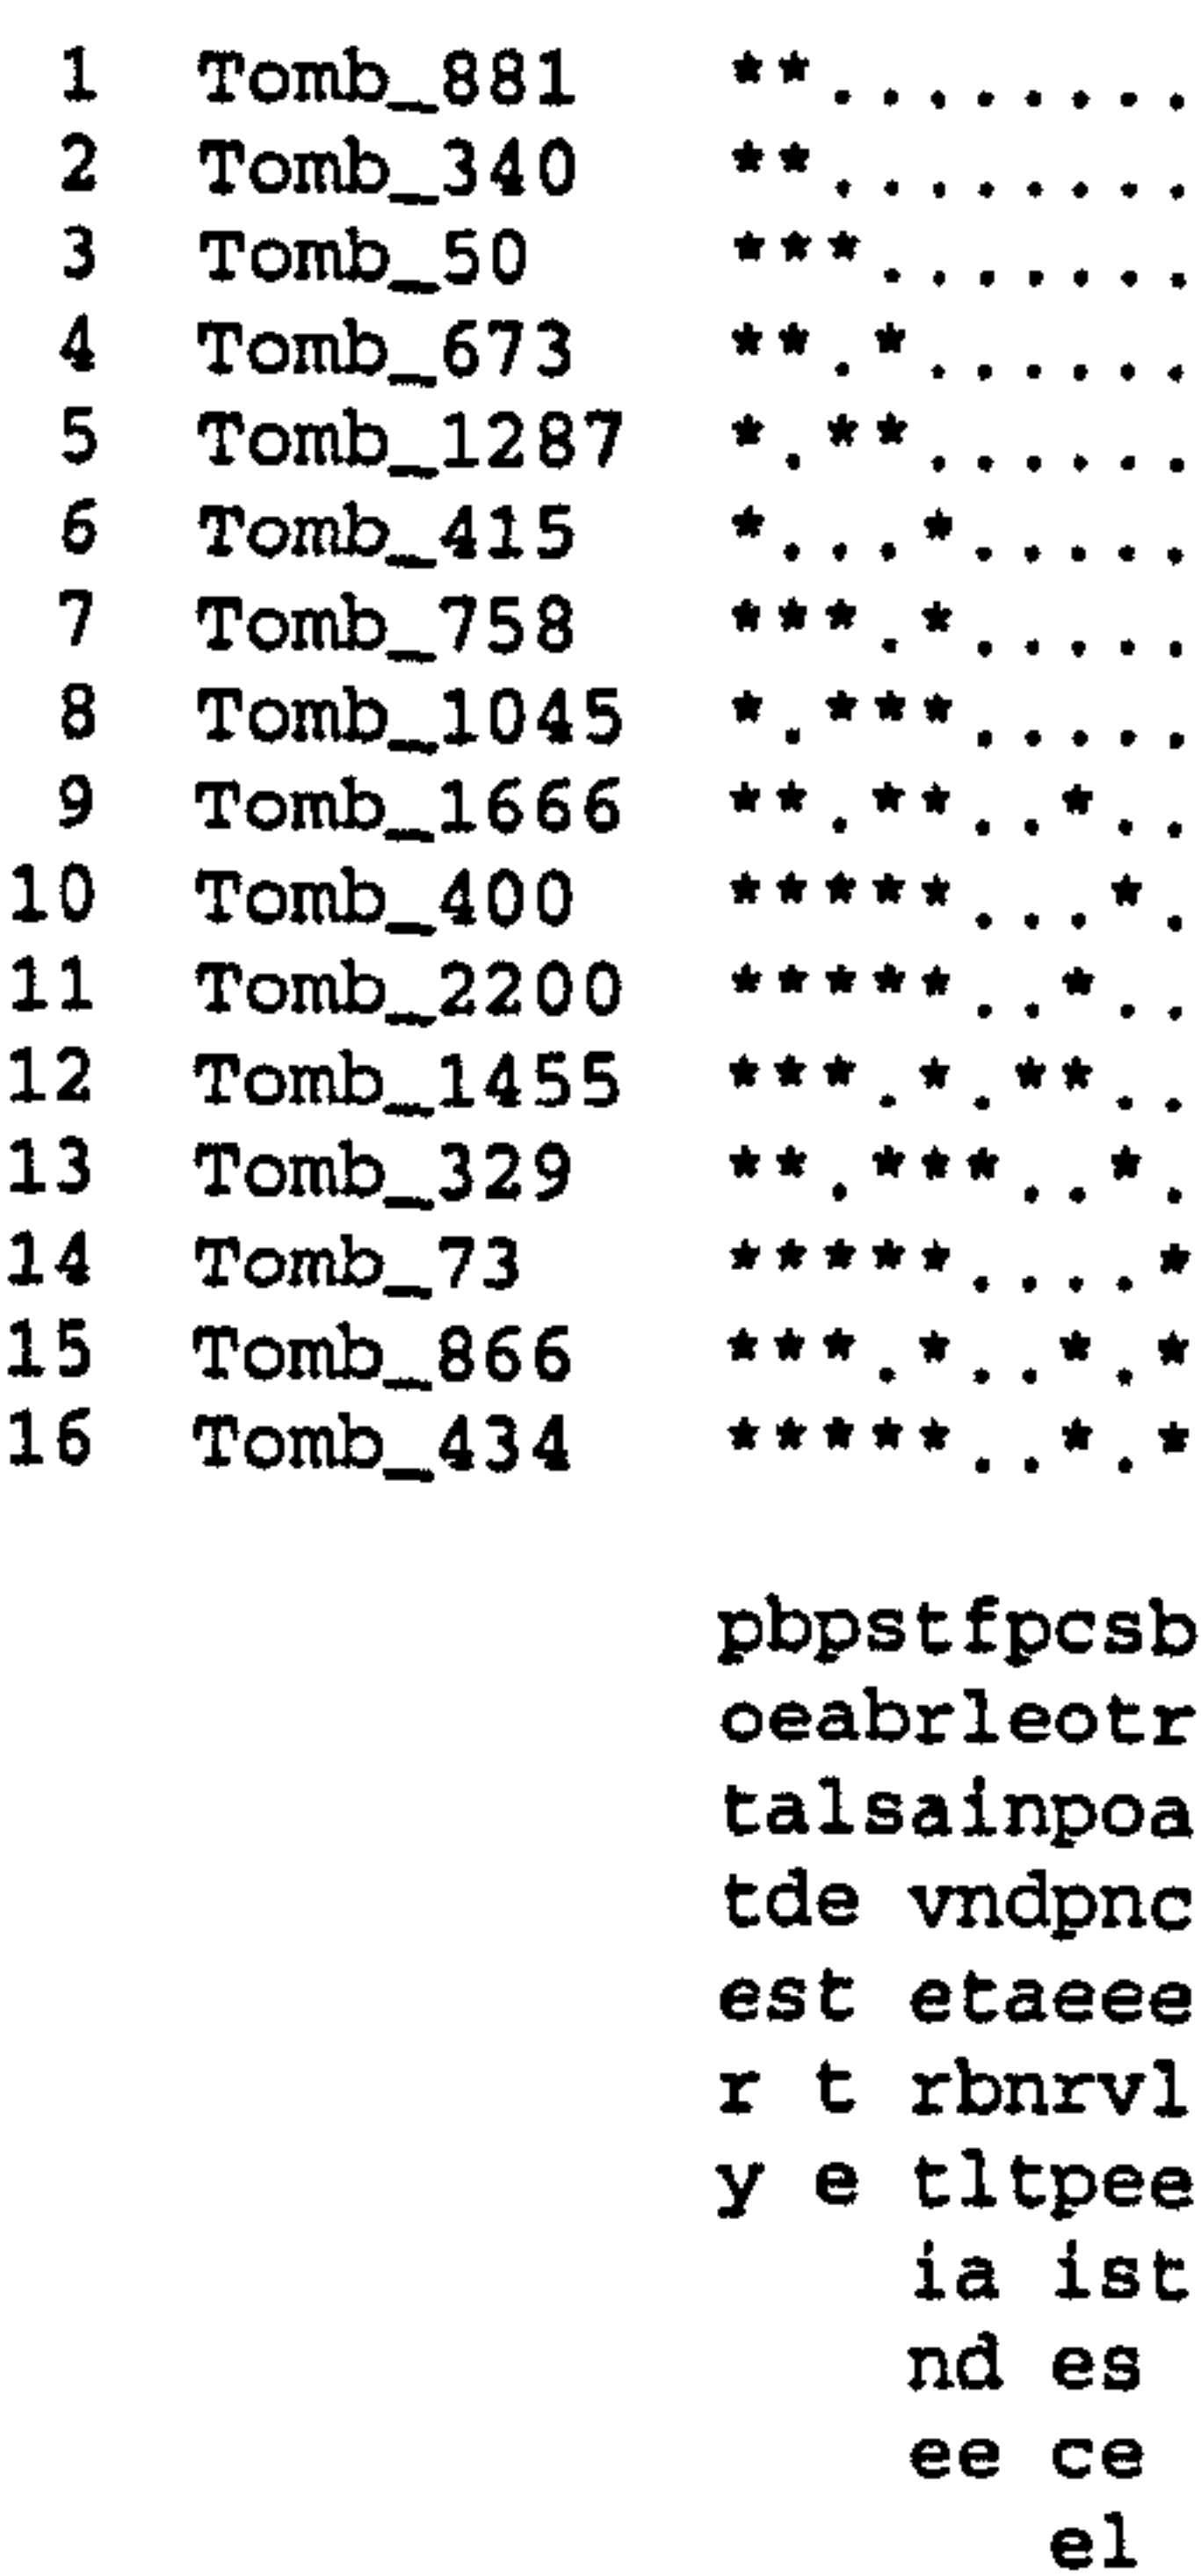 1 Tomb_881 **........
2 Tomb_340 **........
3 Tomb_50 ***.......
4 Tomb_673 **.*......
5 Tomb_1287 *.**......
6 Tomb_415 *...*.....
7 Tomb_758 ***.*.....
8 Tomb_1045 *.***.....
9 Tomb_1666 **.**..*..
10 Tomb_400 *****...*.
11 Tomb_2200 *****..*..
12 Tomb_1455 ***.*.**..
13 Tomb_329 **.***..*.
14 Tomb_73 *****....*
15 Tomb_866 ***.*..*.*
16 Tomb_434 *****..*.*
pbpstfpcsb
oeabrleotr
talsainpoa
tde vndpnc
est etaeee
r t rbnrvl
y e tltpee
ia ist
nd es
ee ce
el